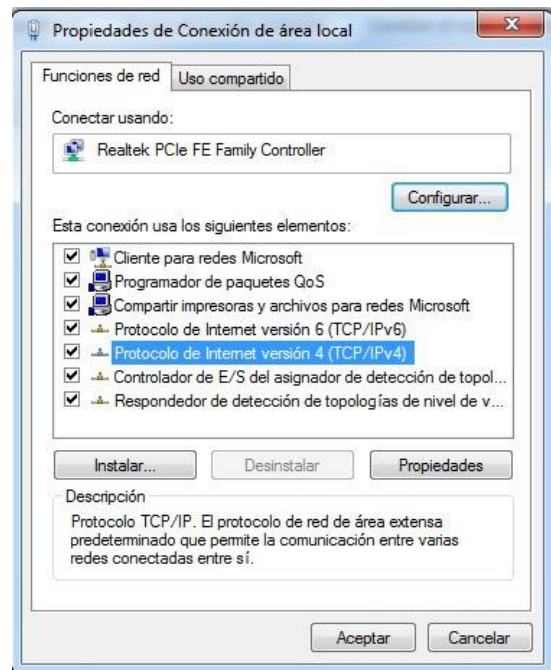 Propiedades de Conexión de área local
Funciones de red
Uso compartido
Conectar usando:
Realtek PCIe FE Family Controller
Configurar...
Esta conexión usa los siguientes elementos:
Cliente para redes Microsoft
Programador de paquetes QoS
Compartir impresoras y archivos para redes Microsoft
Protocolo de Internet versión 6 (TCP/IPv6)
Protocolo de Internet versión 4 (TCP/IPv4)
Controlador de E/S del asignador de detección de topol...
Respondedor de detección de topologías de nivel de v...
Instalar...
Desinstalar
Propiedades
Descripción
Protocolo TCP/IP. El protocolo de red de área extensa
predeterminado que permite la comunicación entre varias
redes conectadas entre sí.
Aceptar
Cancelar